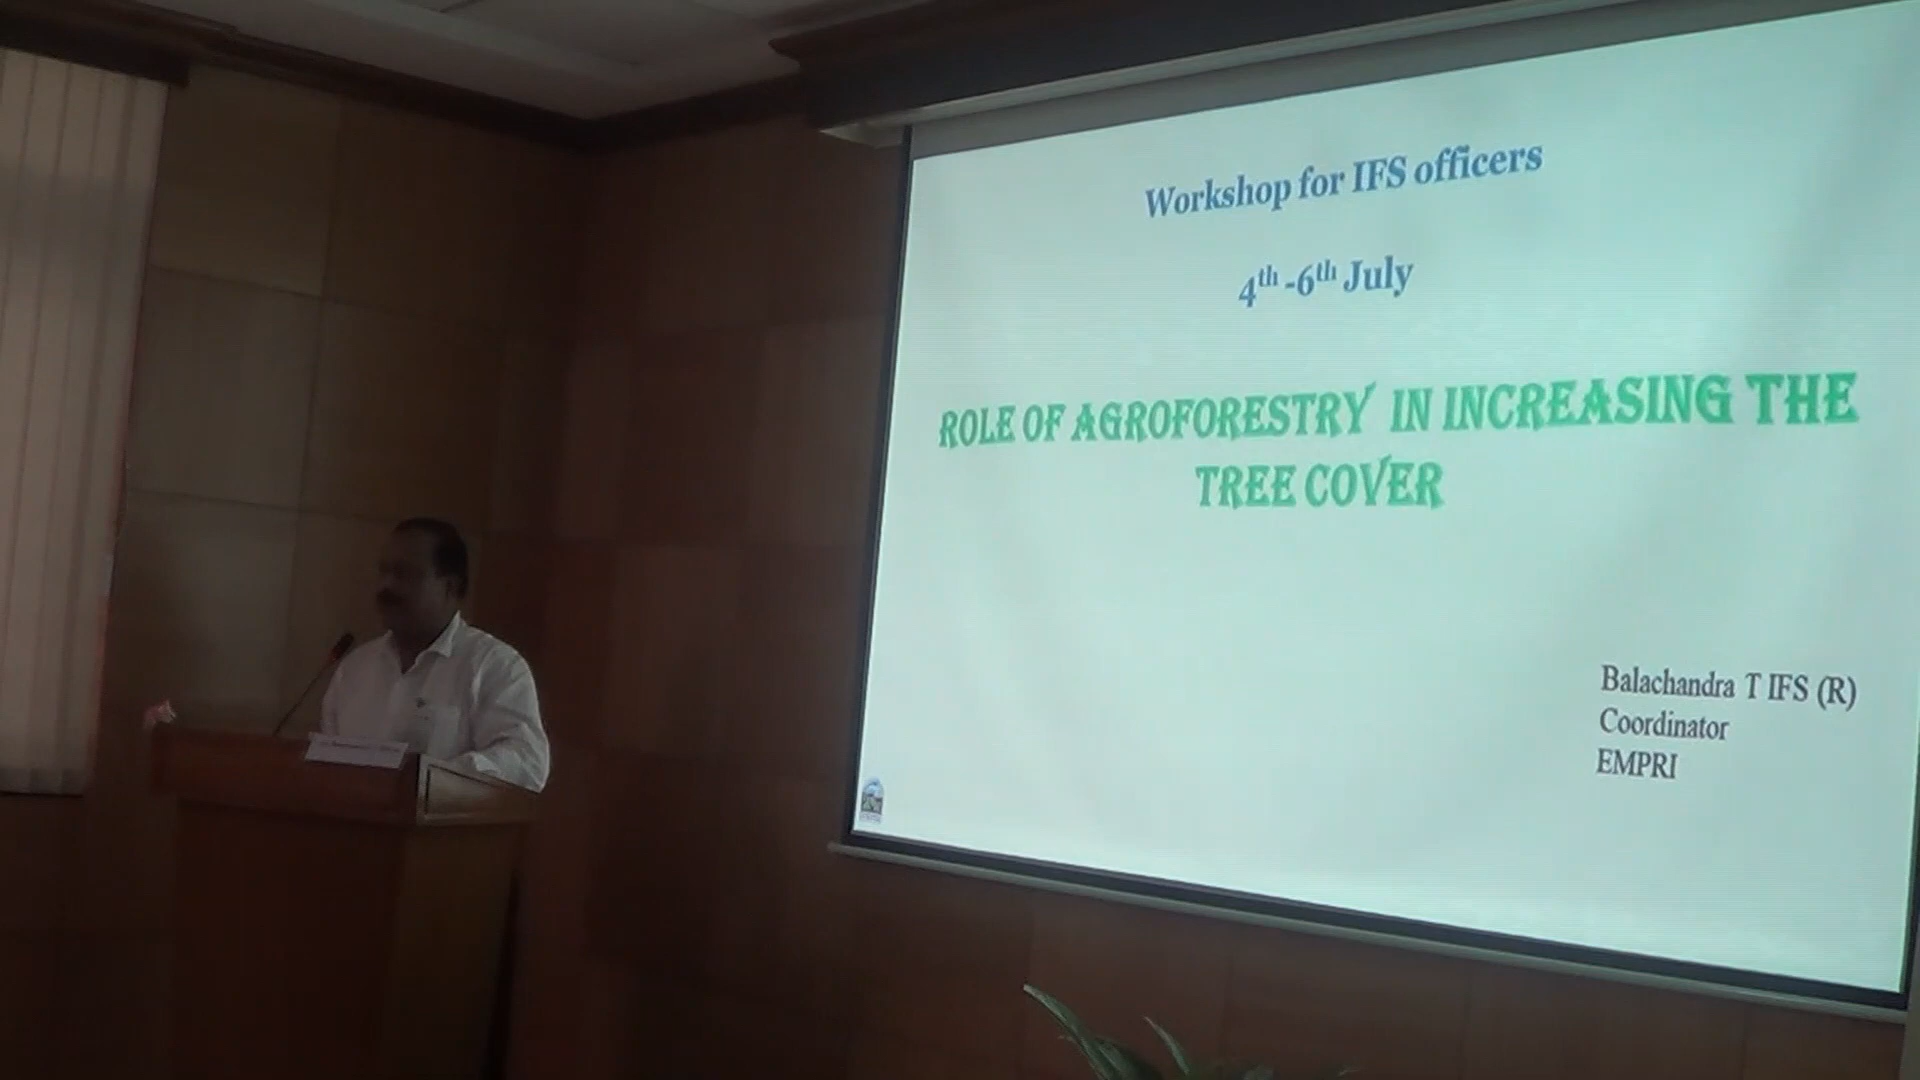 Workshop for IFS officers
4th -6th July
ROLE OF AGROFORESTRY IN INCREASING THE
TREE COVER
Balachandra T IFS (R)
Coordinator
EMPRI